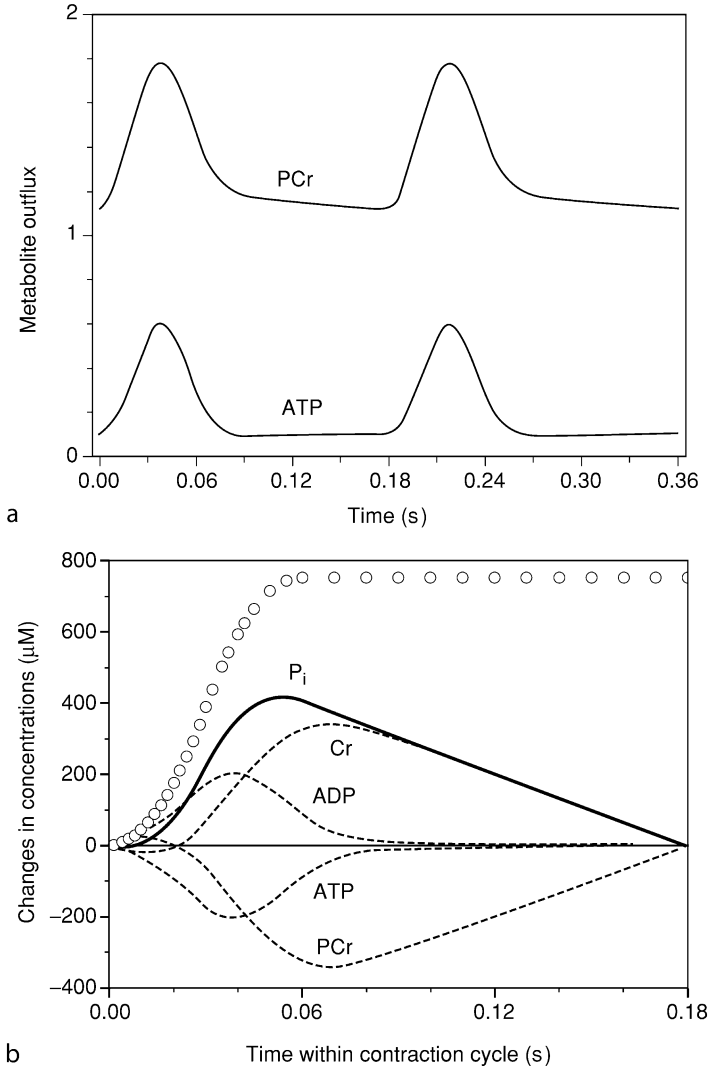 2
Metabolite outflux
PCr
1
ATP
0
0.00 0.06 0.12 0.18 0.24 0.30 0.36
a
Time (s)
800
Changes in concentrations (μM)
600
Pi
400
Cr
200
ADP
0
ATP
−200
PCr
−400
0.00 0.06 0.12 0.18
b
Time within contraction cycle (s)